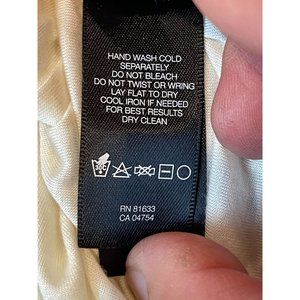 HAND WASH COLD
SEPARATELY
DO NOT BLEACH
DO NOT TWIST OR WRING
LAY FLAT TO DRY
COOL IRON IF NEEDED
FOR BEST RESULTS
DRY CLEAN
30C
RN 81633
CA 04754